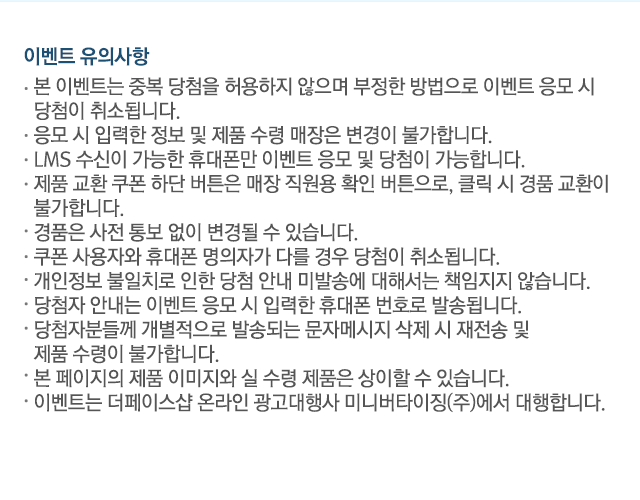 이벤트 유의사항
· 본 이벤트는 중복 당첨을 허용하지 않으며 부정한 방법으로 이벤트 응모 시
당첨이 취소됩니다.
· 응모 시 입력한 정보 및 제품 수령 매장은 변경이 불가합니다.
· LMS 수신이 가능한 휴대폰만 이벤트 응모 및 당첨이 가능합니다.
· 제품 교환 쿠폰 하단 버튼은 매장 직원용 확인 버튼으로, 클릭 시 경품 교환이
불가합니다.
· 경품은 사전 통보 없이 변경될 수 있습니다.
· 쿠폰 사용자와 휴대폰 명의자가 다를 경우 당첨이 취소됩니다.
· 개인정보 불일치로 인한 당첨 안내 미발송에 대해서는 책임지지 않습니다.
· 당첨자 안내는 이벤트 응모 시 입력한 휴대폰 번호로 발송됩니다.
· 당첨자분들께 개별적으로 발송되는 문자메시지 삭제 시 재전송 및
제품 수령이 불가합니다.
· 본 페이지의 제품 이미지와 실 수령 제품은 상이할 수 있습니다.
· 이벤트는 더페이스샵 온라인 광고대행사 미니버타이징(주)에서 대행합니다.